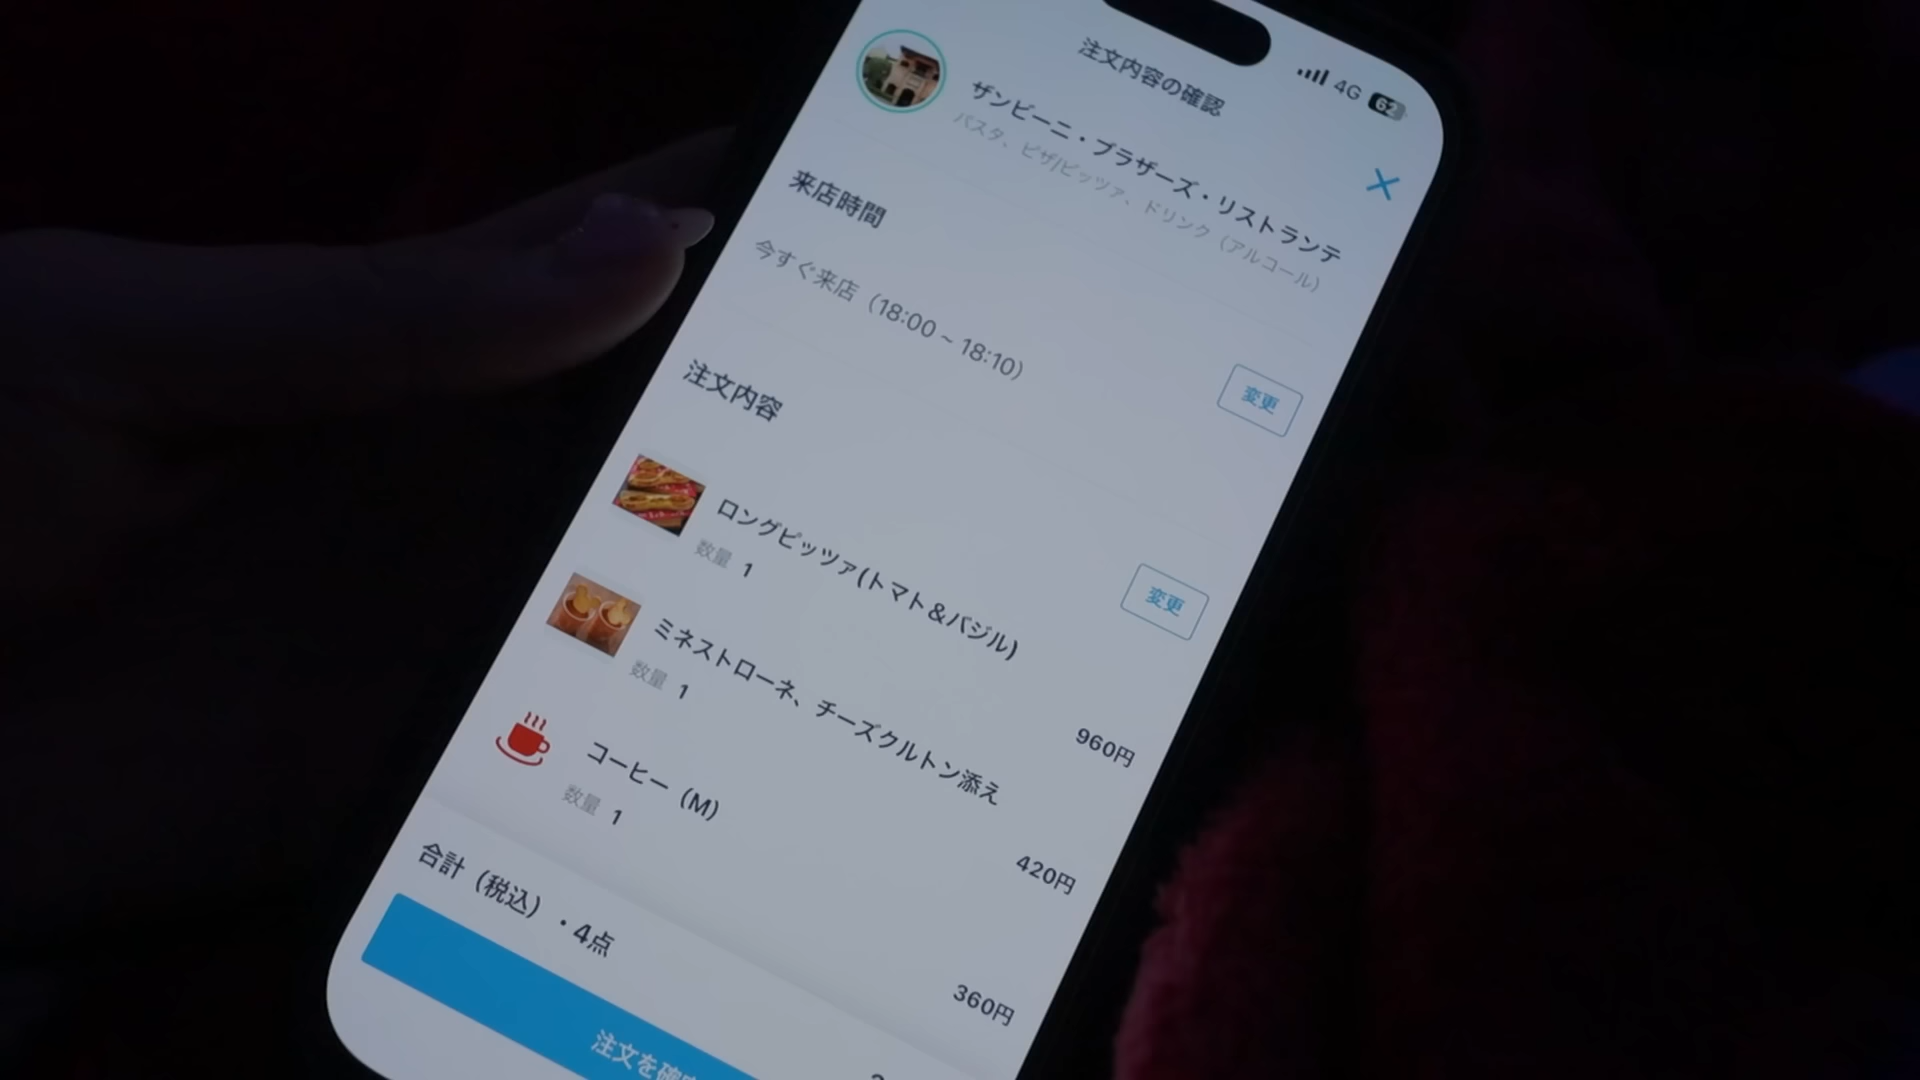 4G 62
注文内容の確認
ザンビーニ・ブラザーズ・リストランテ
パスタ、ピザ/ピッツァ、ドリンク（アルコール）
来店時間
今すぐ来店（18:00 ~ 18:10）
変更
注文内容
変更
ロングピッツァ(トマト＆バジル)
数量 1
960円
ミネストローネ、チーズクルトン添え
数量 1
420円
コーヒー（M）
数量 1
360円
合計（税込）・4点
注文を確